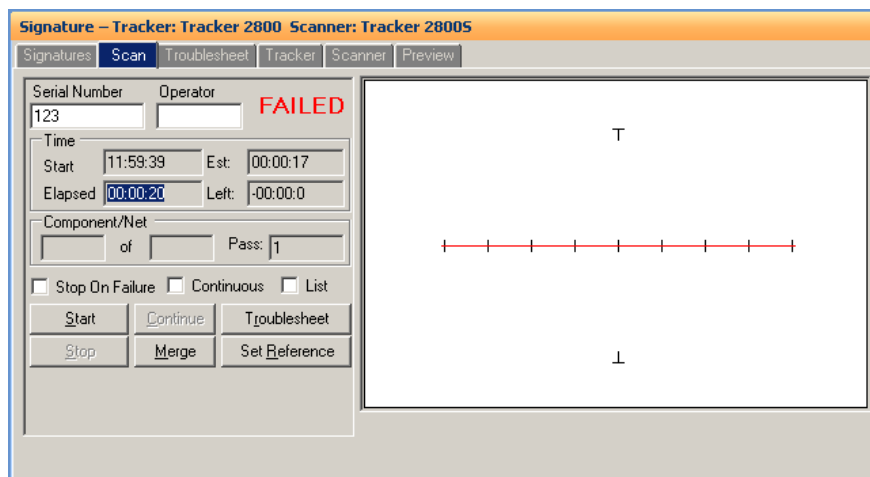 Signature – Tracker: Tracker 2800 Scanner: Tracker 2800S
Signatures Scan Troublesheet Tracker Scanner Preview
Serial Number Operator
FAILED
123
Time
Start 11:59:39 Est: 00:00:17
Elapsed 00:00:20 Left: -00:00:0
Component/Net
of Pass: 1
Stop On Failure Continuous List
Start Continue Troublesheet
Stop Merge Set Reference